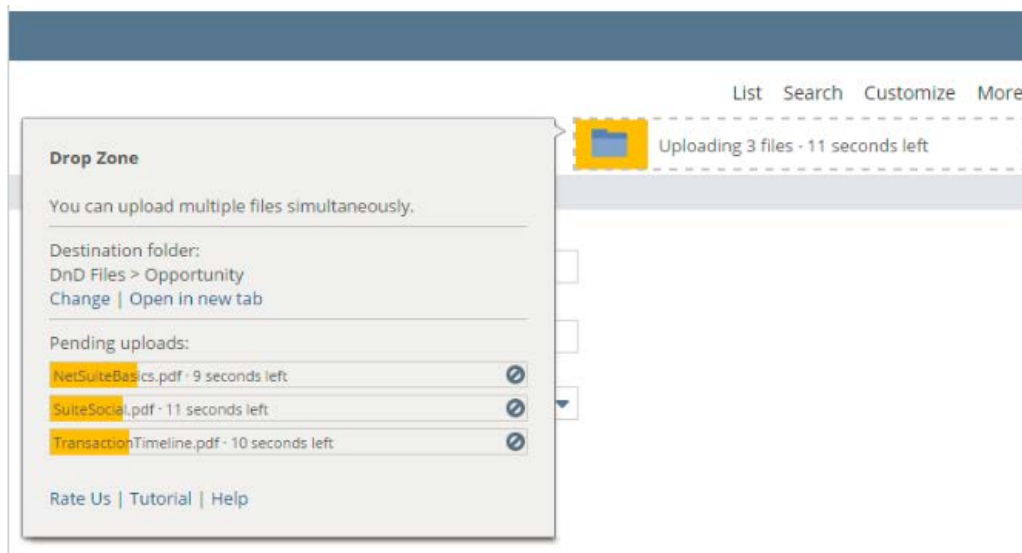 List Search Customize More
Uploading 3 files · 11 seconds left
Drop Zone
You can upload multiple files simultaneously.
Destination folder:
DnD Files > Opportunity
Change | Open in new tab
Pending uploads:
NetSuiteBasics.pdf · 9 seconds left
SuiteSocial.pdf · 11 seconds left
TransactionTimeline.pdf · 10 seconds left
Rate Us | Tutorial | Help